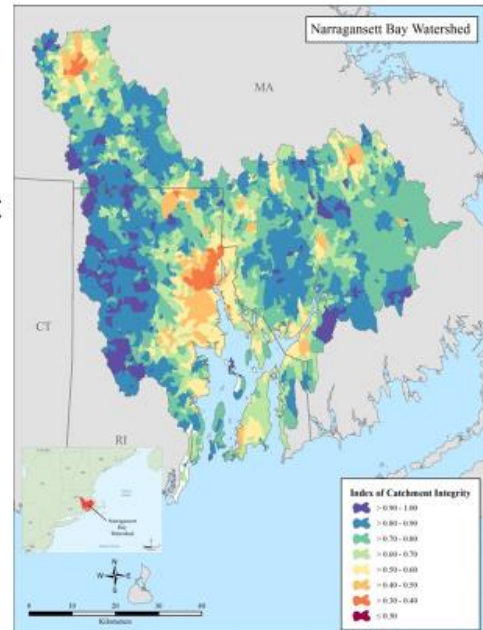 Narragansett Bay Watershed
MA
CT
RI
Narragansett
Bay
Watershed
N
W
E
S
0
10
20
30
40
Kilometers
Index of Catchment Integrity
> 0.90 - 1.00
> 0.80 - 0.90
> 0.70 - 0.80
> 0.60 - 0.70
> 0.50 - 0.60
> 0.40 - 0.50
> 0.30 - 0.40
≤ 0.30